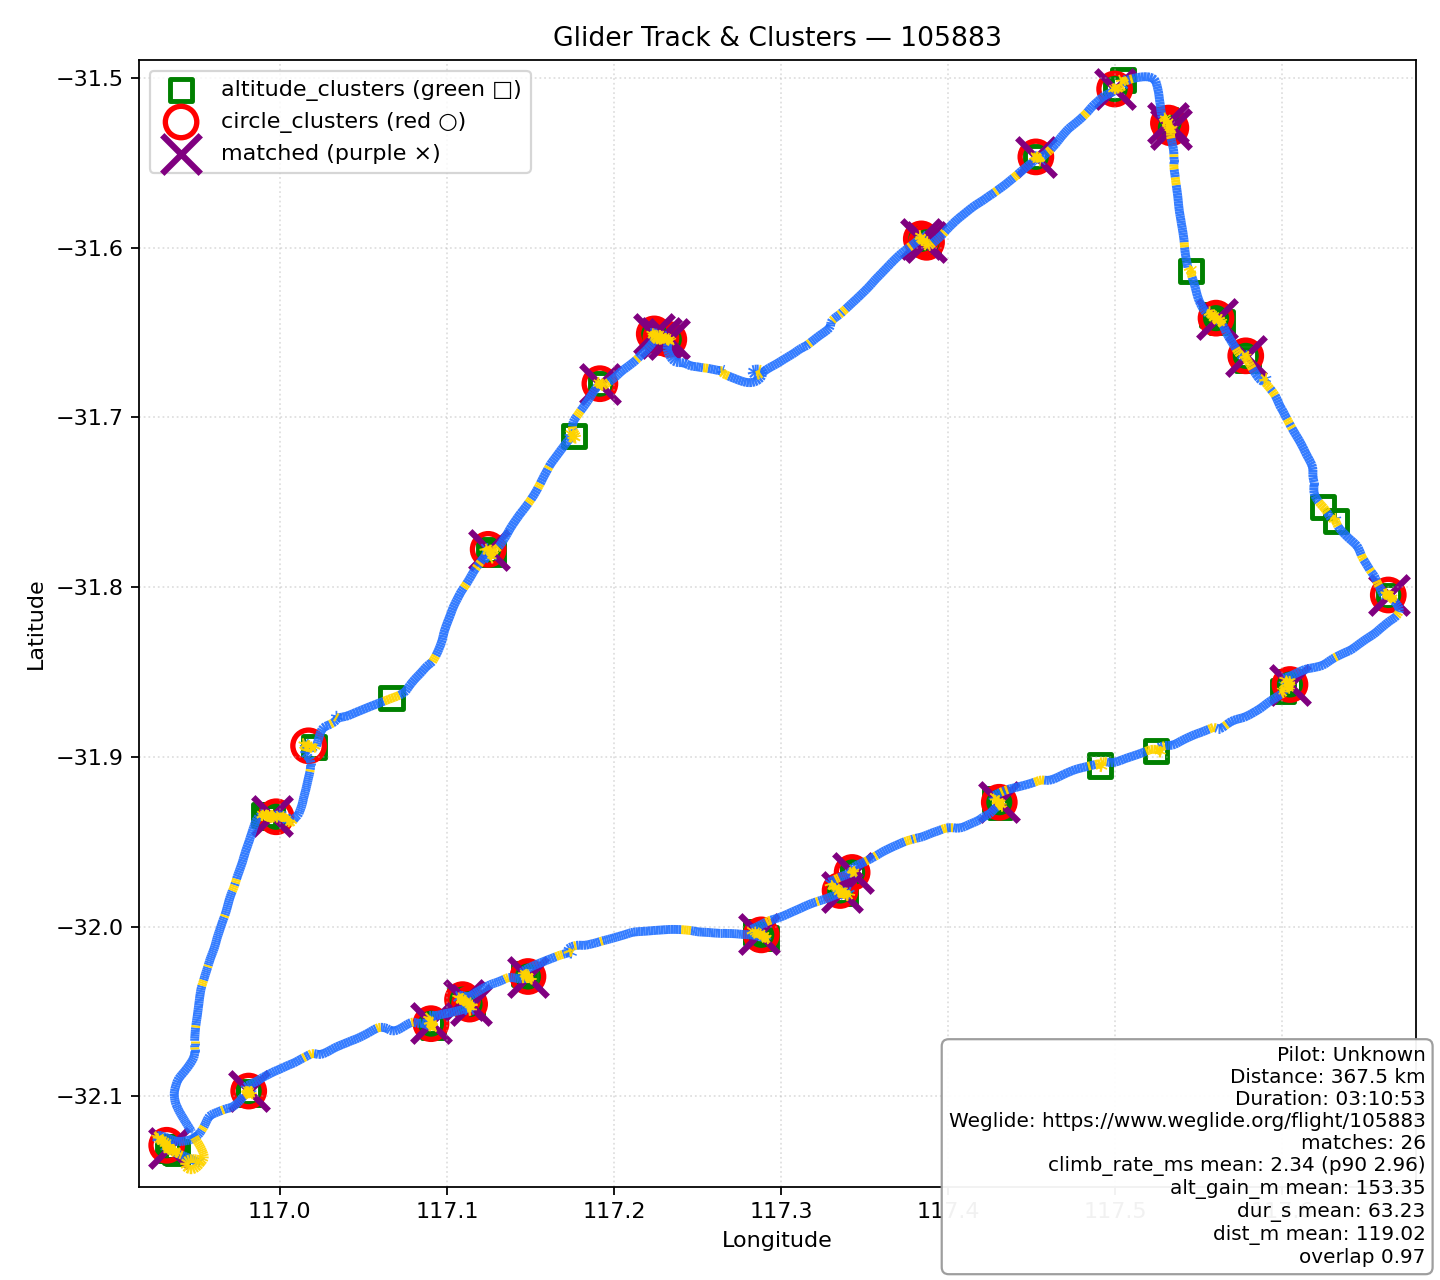 Glider Track & Clusters — 105883
altitude_clusters (green □)
circle_clusters (red ○)
matched (purple ×)
Latitude
−31.5
−31.6
−31.7
−31.8
−31.9
−32.0
−32.1
117.0
117.1
117.2
117.3
117.4
117.5
Longitude
Pilot: Unknown
Distance: 367.5 km
Duration: 03:10:53
Weglide: https://www.weglide.org/flight/105883
matches: 26
climb_rate_ms mean: 2.34 (p90 2.96)
alt_gain_m mean: 153.35
dur_s mean: 63.23
dist_m mean: 119.02
overlap 0.97